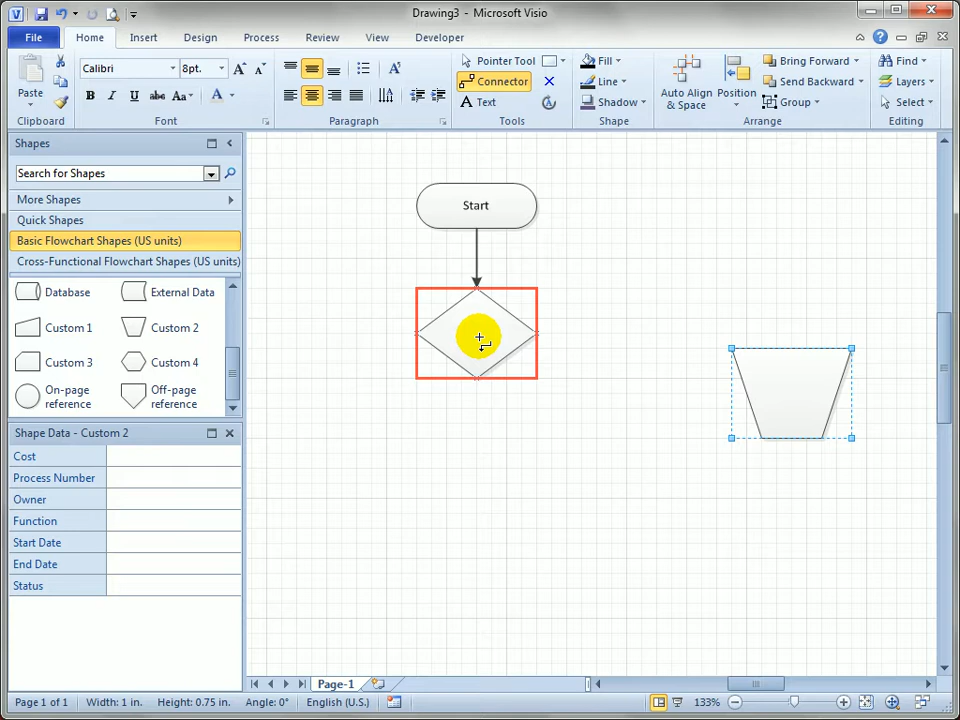 Drawing3 - Microsoft Visio
File Home Insert Design Process Review View Developer
Calibri 8pt. Pointer Tool Fill Bring Forward Find
Paste Connector Line Auto Align & Space Position Send Backward Layers
B I U abc Aa A Text Shadow Group Select
Clipboard Font Paragraph Tools Shape Arrange Editing
Shapes
Search for Shapes
More Shapes
Quick Shapes
Basic Flowchart Shapes (US units)
Cross-Functional Flowchart Shapes (US units)
Database External Data
Custom 1 Custom 2
Custom 3 Custom 4
On-page reference Off-page reference
Shape Data - Custom 2
Cost
Process Number
Owner
Function
Start Date
End Date
Status
Start
Page-1
Page 1 of 1 Width: 1 in. Height: 0.75 in. Angle: 0° English (U.S.) 133%